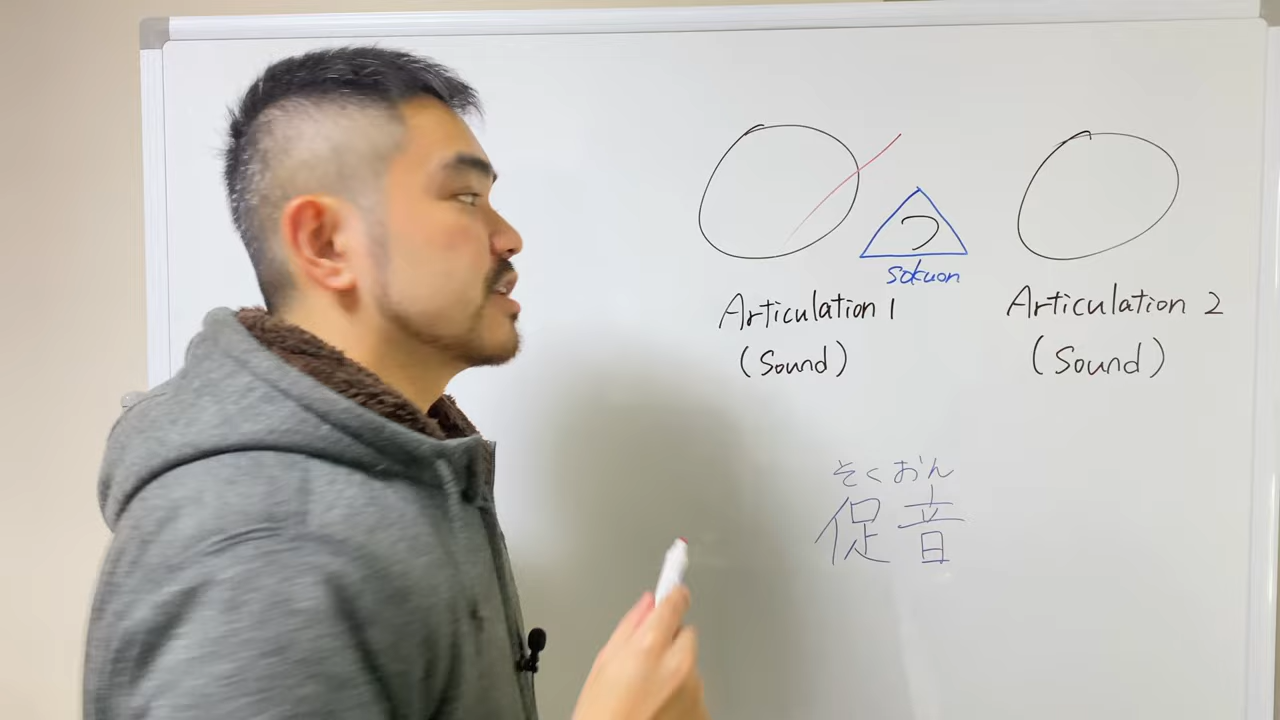 っ
sokuon
Articulation 1
(Sound)
Articulation 2
(Sound)
そくおん
促音